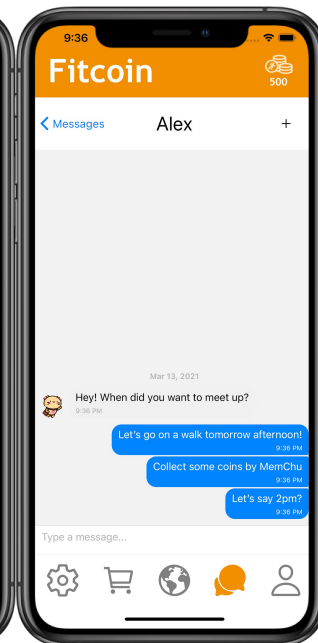 9:36
Fitcoin
500
Messages
Alex
+
Mar 13, 2021
Hey! When did you want to meet up?
9:36 PM
Let's go on a walk tomorrow afternoon!
9:36 PM
Collect some coins by MemChu
9:36 PM
Let's say 2pm?
9:36 PM
Type a message...